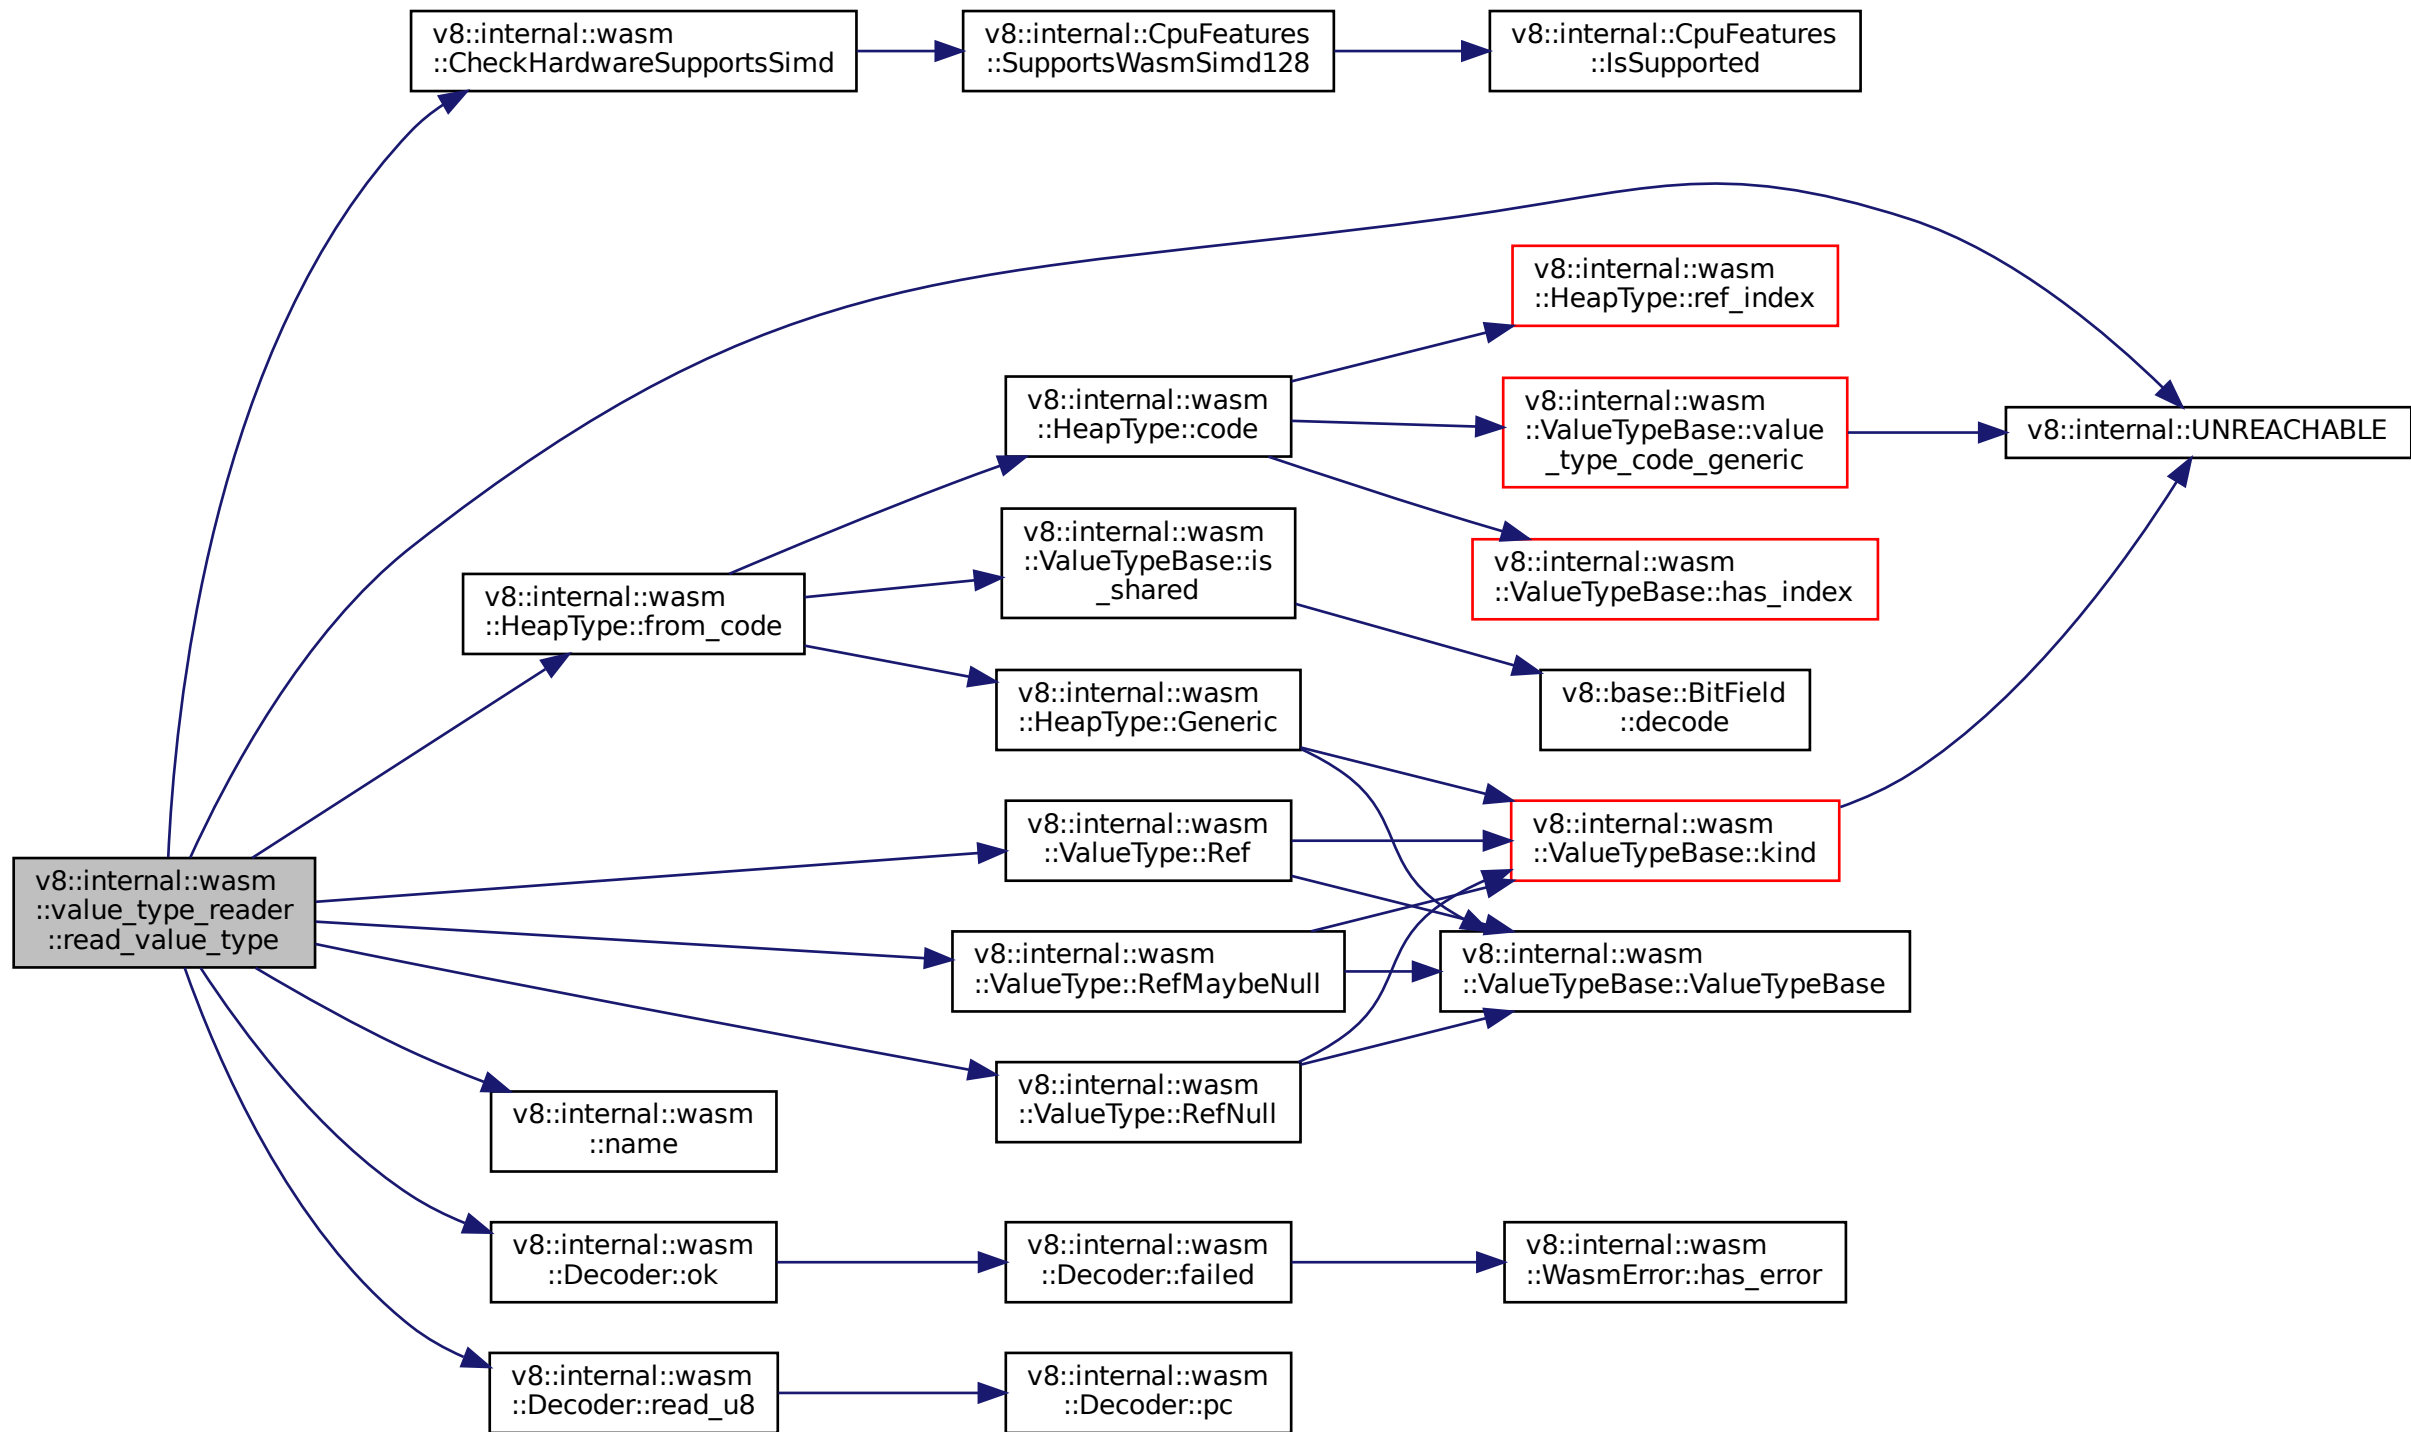 v8::internal::wasm
::CheckHardwareSupportsSimd
v8::internal::CpuFeatures
::SupportsWasmSimd128
v8::internal::CpuFeatures
::IsSupported
v8::internal::wasm
::HeapType::ref_index
v8::internal::wasm
::HeapType::code
v8::internal::wasm
::ValueTypeBase::value
_type_code_generic
v8::internal::UNREACHABLE
v8::internal::wasm
::ValueTypeBase::is
_shared
v8::internal::wasm
::ValueTypeBase::has_index
v8::internal::wasm
::HeapType::from_code
v8::internal::wasm
::HeapType::Generic
v8::base::BitField
::decode
v8::internal::wasm
::ValueType::Ref
v8::internal::wasm
::ValueTypeBase::kind
v8::internal::wasm
::value_type_reader
::read_value_type
v8::internal::wasm
::ValueType::RefMaybeNull
v8::internal::wasm
::ValueTypeBase::ValueTypeBase
v8::internal::wasm
::ValueType::RefNull
v8::internal::wasm
::name
v8::internal::wasm
::Decoder::ok
v8::internal::wasm
::Decoder::failed
v8::internal::wasm
::WasmError::has_error
v8::internal::wasm
::Decoder::read_u8
v8::internal::wasm
::Decoder::pc